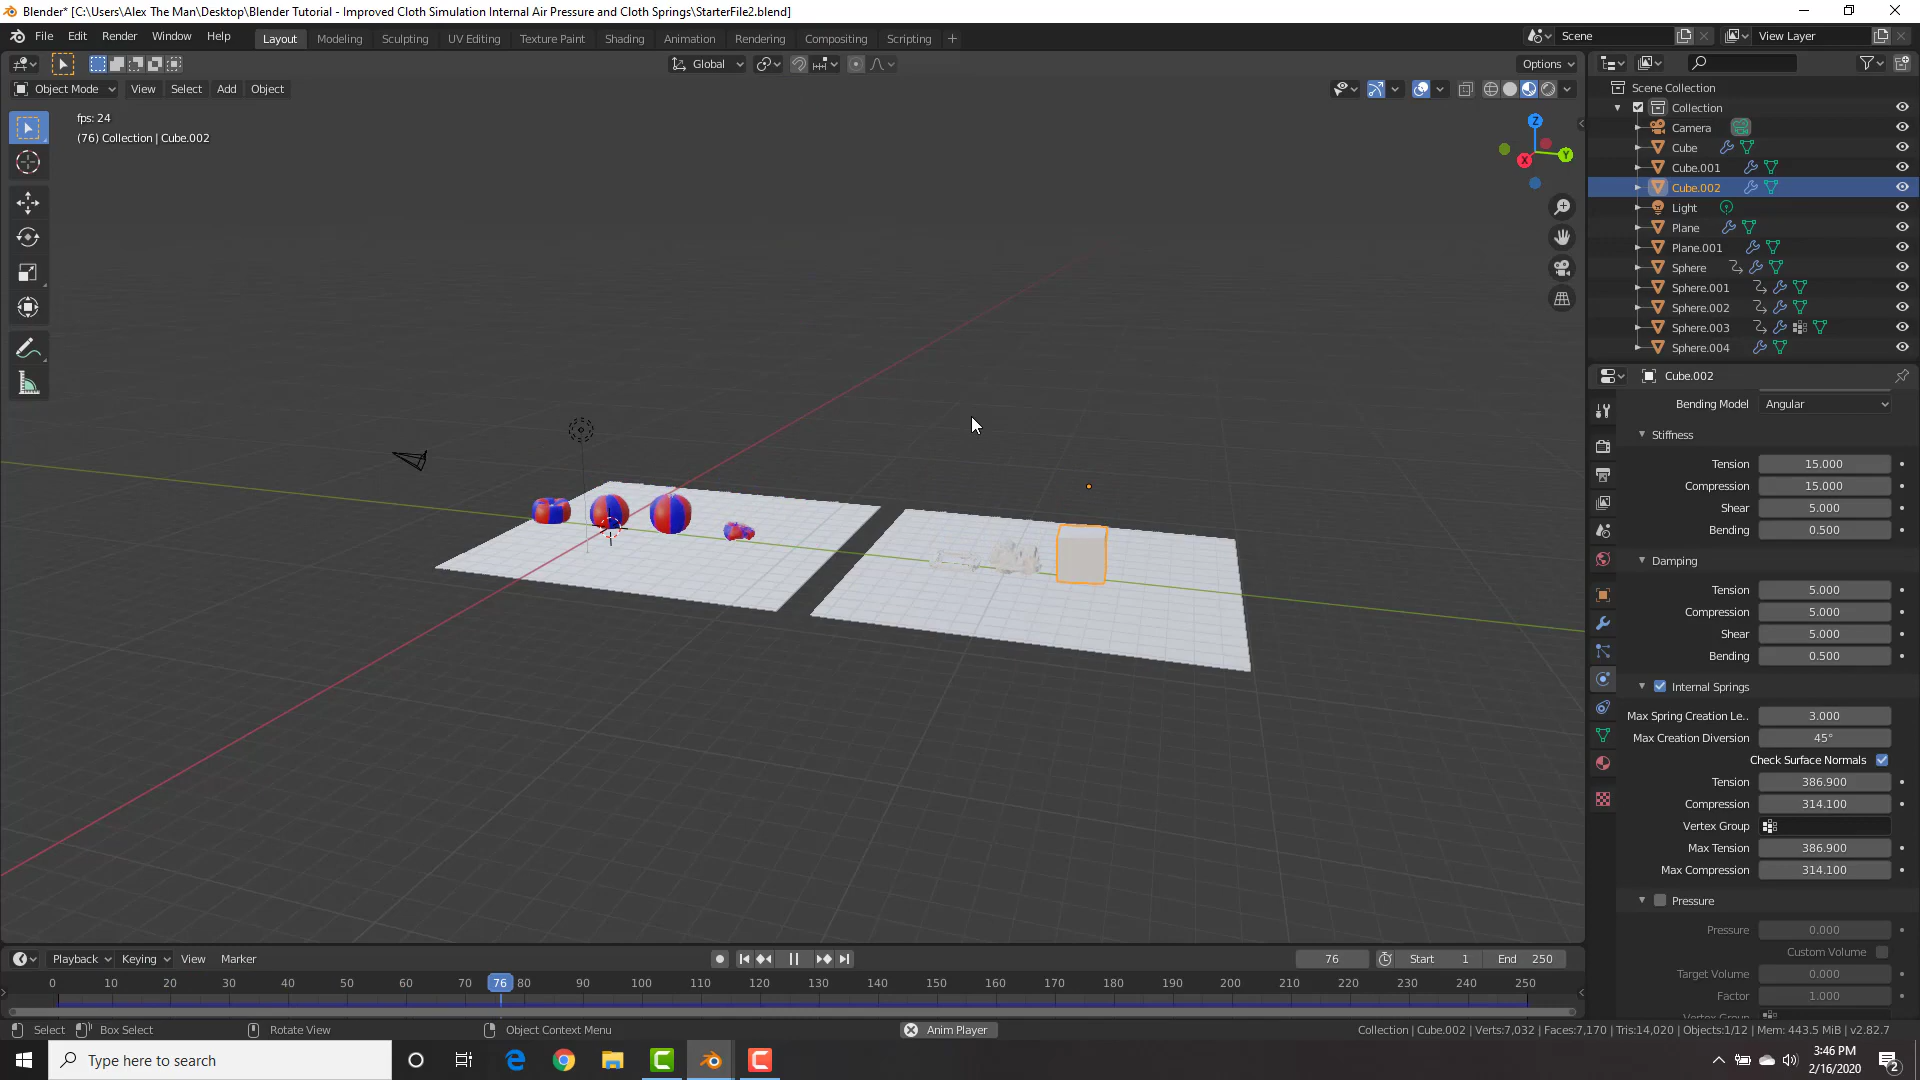 Blender* [C:\Users\Alex The Man\Desktop\Blender Tutorial - Improved Cloth Simulation Internal Air Pressure and Cloth Springs\StarterFile2.blend]
File Edit Render Window Help Layout Modeling Sculpting UV Editing Texture Paint Shading Animation Rendering Compositing Scripting + Scene View Layer
Global Options
Object Mode View Select Add Object
fps: 24
(76) Collection | Cube.002
Z
X
Y
Scene Collection
Collection
Camera
Cube
Cube.001
Cube.002
Light
Plane
Plane.001
Sphere
Sphere.001
Sphere.002
Sphere.003
Sphere.004
Cube.002
Bending Model Angular
Stiffness
Tension 15.000
Compression 15.000
Shear 5.000
Bending 0.500
Damping
Tension 5.000
Compression 5.000
Shear 5.000
Bending 0.500
Internal Springs
Max Spring Creation Le.. 3.000
Max Creation Diversion 45°
Check Surface Normals
Tension 386.900
Compression 314.100
Vertex Group
Max Tension 386.900
Max Compression 314.100
Pressure
Pressure 0.000
Custom Volume
Target Volume 0.000
Factor 1.000
Playback Keying View Marker 76 Start 1 End 250
0 10 20 30 40 50 60 70 76 80 90 100 110 120 130 140 150 160 170 180 190 200 210 220 230 240 250
Select Box Select Rotate View Object Context Menu Anim Player Collection | Cube.002 | Verts:7,032 | Faces:7,170 | Tris:14,020 | Objects:1/12 | Mem: 443.5 MiB | v2.82.7
Type here to search
3:46 PM
2/16/2020
2